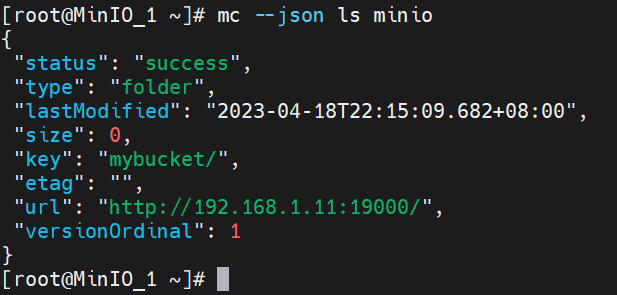 [root@MinIO_1 ~]# mc --json ls minio
{
 "status": "success",
 "type": "folder",
 "lastModified": "2023-04-18T22:15:09.682+08:00",
 "size": 0,
 "key": "mybucket/",
 "etag": "",
 "url": "http://192.168.1.11:19000/",
 "versionOrdinal": 1
}
[root@MinIO_1 ~]#